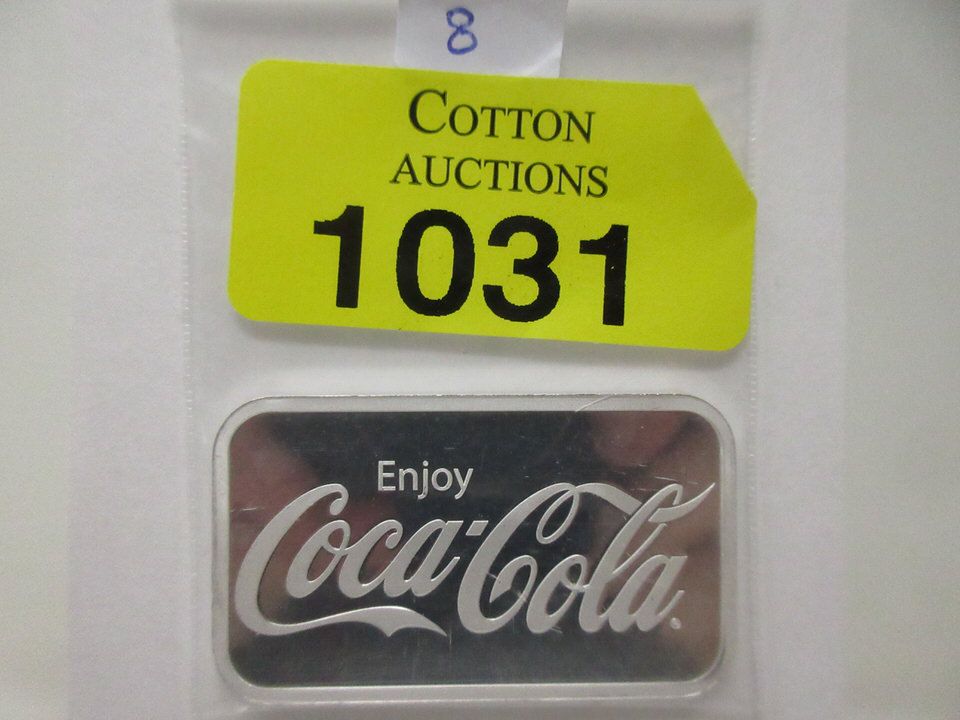 8
COTTON
AUCTIONS
1031
Enjoy
Coca-Cola